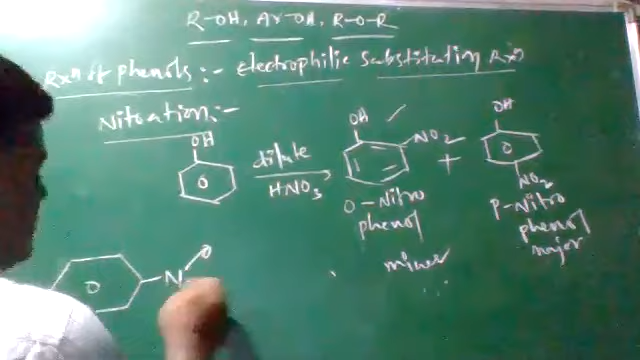 R-OH, Ar-OH, R-O-R
Rxn of phenols:- Electrophilic Substitution Rxn
Nitration:-
OH
dilute
HNO3
OH
NO2
+
OH
NO2
O-Nitro
phenol
minor
P-Nitro
phenol
major
N
O